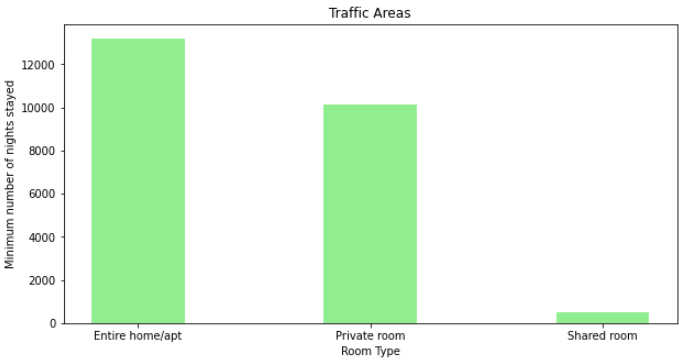 Traffic Areas
Minimum number of nights stayed
12000
10000
8000
6000
4000
2000
0
Entire home/apt
Private room
Shared room
Room Type